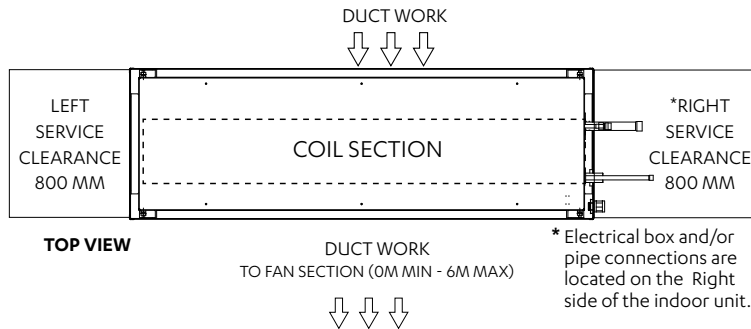 DUCT WORK
LEFT
SERVICE
CLEARANCE
800 MM
COIL SECTION
*RIGHT
SERVICE
CLEARANCE
800 MM
TOP VIEW
DUCT WORK
TO FAN SECTION (0M MIN - 6M MAX)
* Electrical box and/or
pipe connections are
located on the Right
side of the indoor unit.